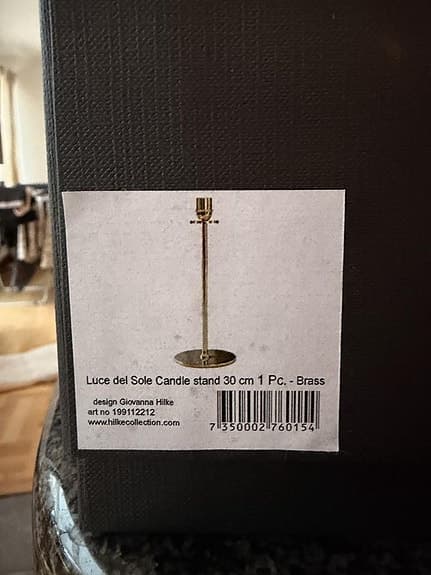 Luce del Sole Candle stand 30 cm 1 Pc. - Brass
design Giovanna Hilke
art no 199112212
www.hilkecollection.com
7 350002 760154